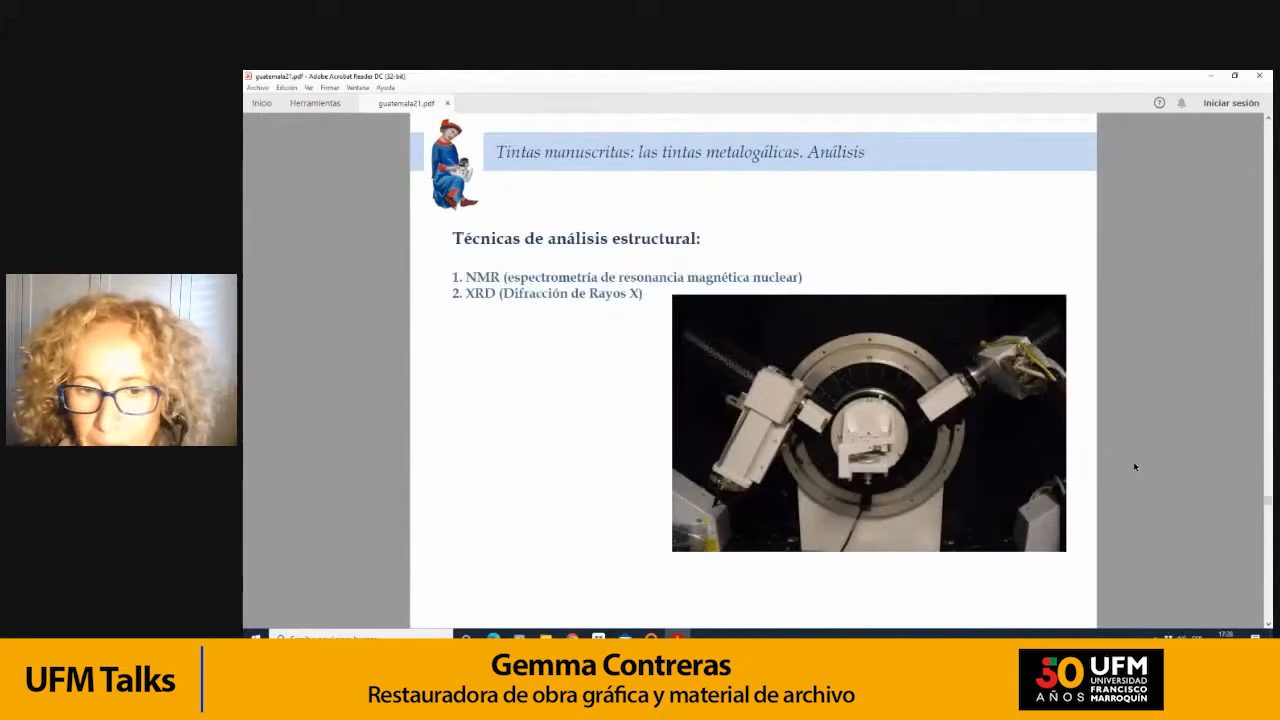 guatemala21.pdf - Adobe Acrobat Reader DC (32-bit)
Archivo Edición Ver Firmar Ventana Ayuda
Inicio Herramientas guatemala21.pdf × Iniciar sesión
Tintas manuscritas: las tintas metalogálicas. Análisis
Técnicas de análisis estructural:
1. NMR (espectrometría de resonancia magnética nuclear)
2. XRD (Difracción de Rayos X)
17:28
UFM Talks
Gemma Contreras
Restauradora de obra gráfica y material de archivo
50 AÑOS
UFM
UNIVERSIDAD
FRANCISCO
MARROQUÍN